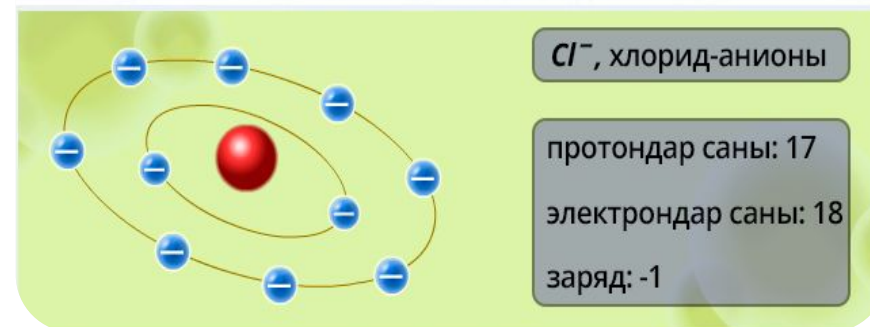 Cl⁻, хлорид-анионы
протондар саны: 17
электрондар саны: 18
заряд: -1